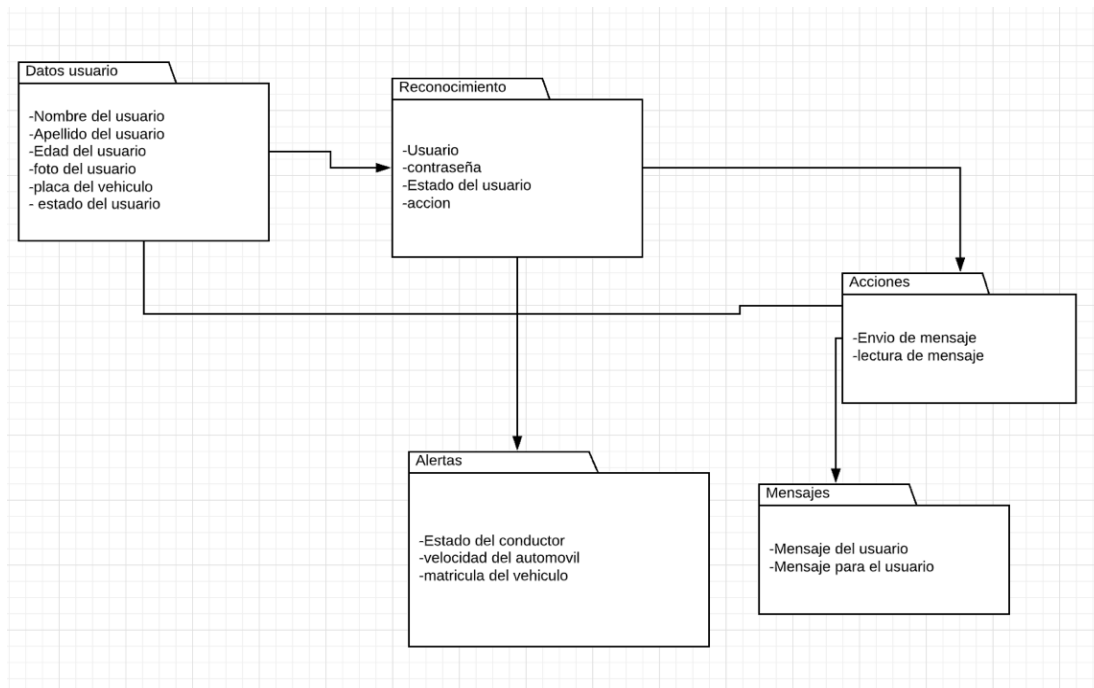 Datos usuario
-Nombre del usuario
-Apellido del usuario
-Edad del usuario
-foto del usuario
-placa del vehiculo
- estado del usuario
Reconocimiento
-Usuario
-contraseña
-Estado del usuario
-accion
Acciones
-Envio de mensaje
-lectura de mensaje
Alertas
-Estado del conductor
-velocidad del automovil
-matricula del vehiculo
Mensajes
-Mensaje del usuario
-Mensaje para el usuario